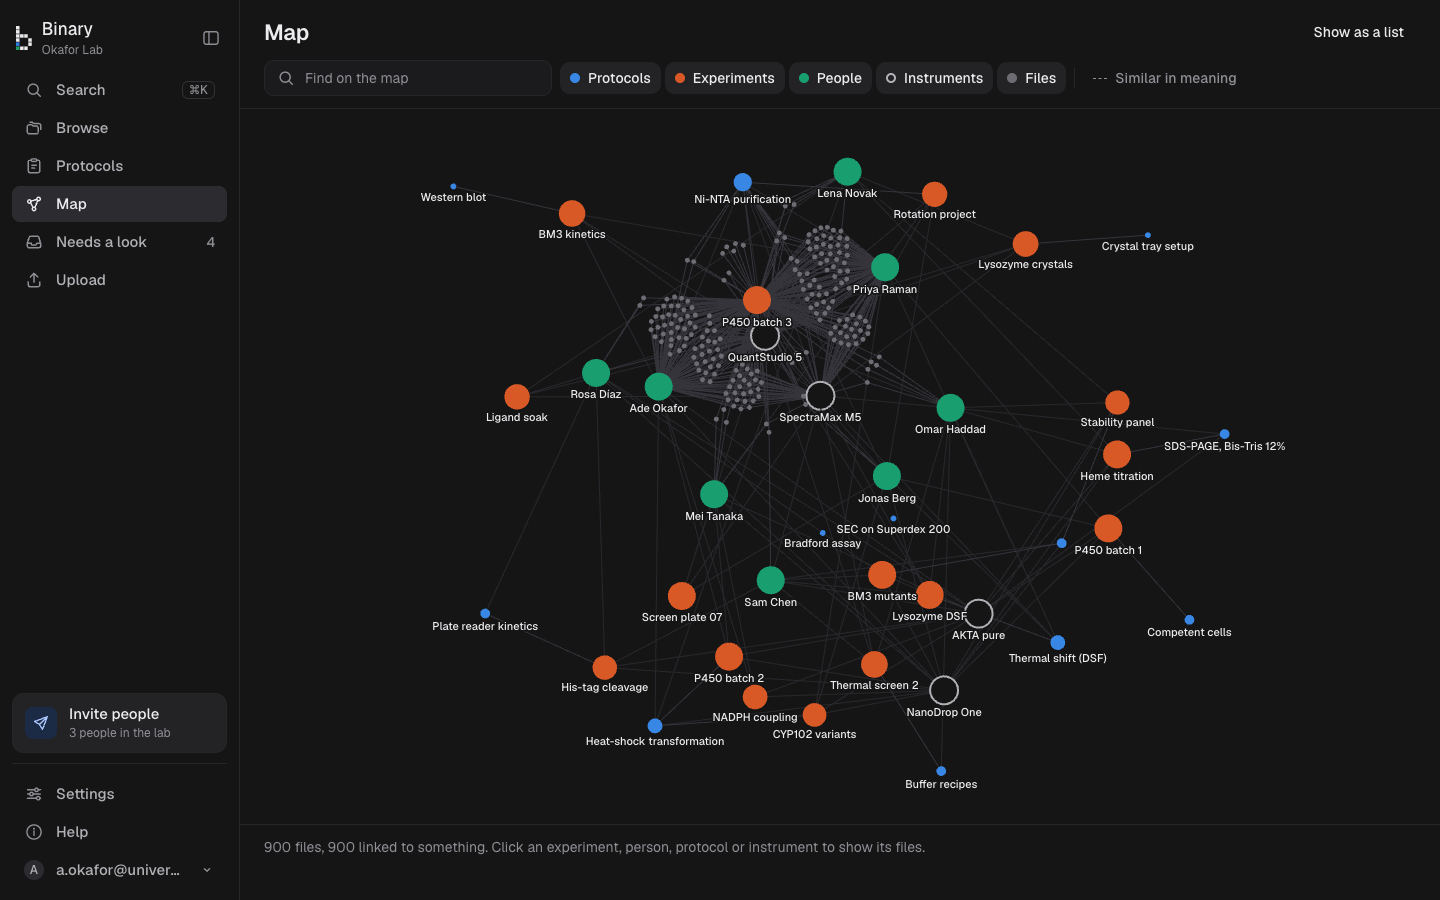 Binary
Okafor Lab
Search
⌘K
Browse
Protocols
Map
Needs a look
4
Upload
Invite people
3 people in the lab
Settings
Help
A
a.okafor@univer...
Map
Show as a list
Find on the map
Protocols
Experiments
People
Instruments
Files
Similar in meaning
Western blot
BM3 kinetics
Ni-NTA purification
Lena Novak
Rotation project
Lysozyme crystals
Crystal tray setup
Priya Raman
P450 batch 3
QuantStudio 5
Rosa Díaz
Ade Okafor
Ligand soak
SpectraMax M5
Omar Haddad
Stability panel
SDS-PAGE, Bis-Tris 12%
Heme titration
Mei Tanaka
Jonas Berg
SEC on Superdex 200
Bradford assay
P450 batch 1
Sam Chen
BM3 mutants
Screen plate 07
Lysozyme DSF
AKTA pure
Plate reader kinetics
Competent cells
Thermal shift (DSF)
His-tag cleavage
P450 batch 2
Thermal screen 2
NADPH coupling
NanoDrop One
CYP102 variants
Heat-shock transformation
Buffer recipes
900 files, 900 linked to something. Click an experiment, person, protocol or instrument to show its files.